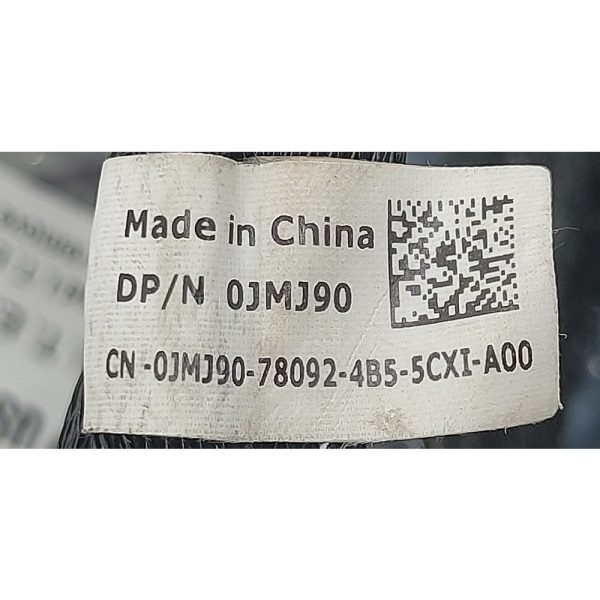 Made in China
DP/N 0JMJ90
CN-0JMJ90-78092-4B5-5CXI-A00